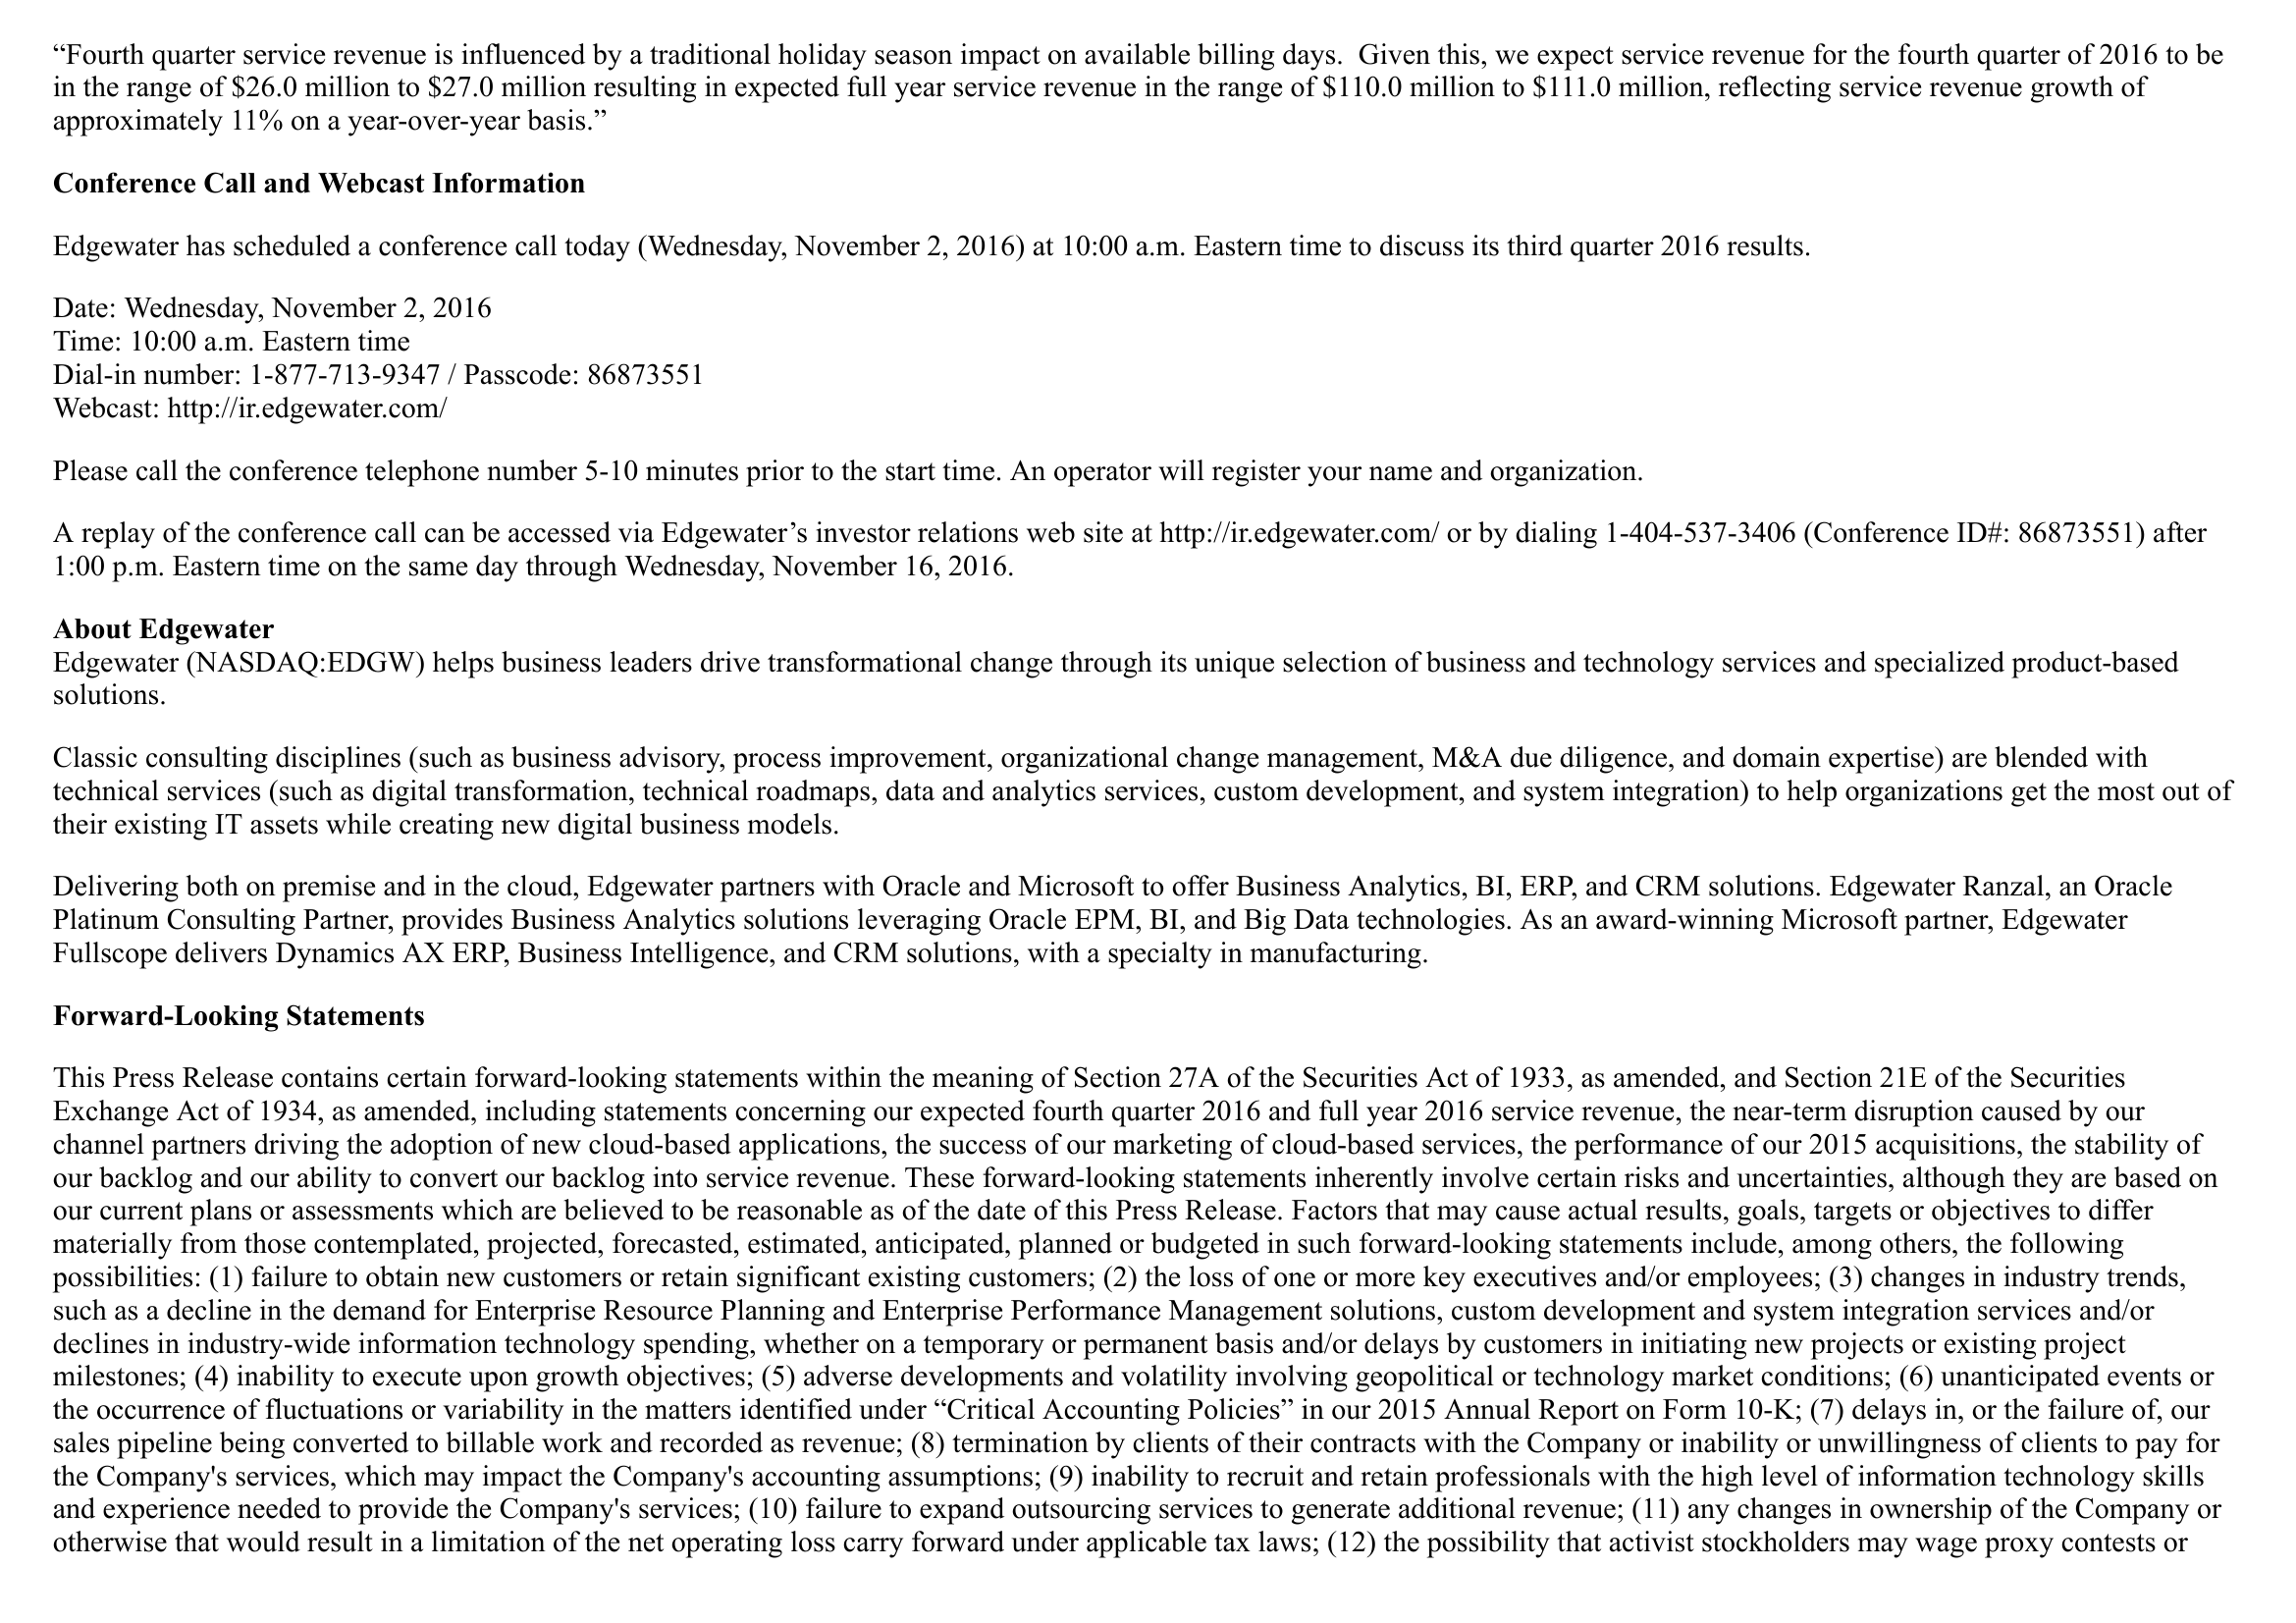 “Fourth quarter service revenue is influenced by a traditional holiday season impact on available billing days.  Given this, we expect service revenue for the fourth quarter of 2016 to be
in the range of $26.0 million to $27.0 million resulting in expected full year service revenue in the range of $110.0 million to $111.0 million, reflecting service revenue growth of
approximately 11% on a year-over-year basis.”
Conference Call and Webcast Information
Edgewater has scheduled a conference call today (Wednesday, November 2, 2016) at 10:00 a.m. Eastern time to discuss its third quarter 2016 results.
Date: Wednesday, November 2, 2016
Time: 10:00 a.m. Eastern time
Dial-in number: 1-877-713-9347 / Passcode: 86873551
Webcast: http://ir.edgewater.com/
Please call the conference telephone number 5-10 minutes prior to the start time. An operator will register your name and organization.
A replay of the conference call can be accessed via Edgewater’s investor relations web site at http://ir.edgewater.com/ or by dialing 1-404-537-3406 (Conference ID#: 86873551) after
1:00 p.m. Eastern time on the same day through Wednesday, November 16, 2016.
About Edgewater
Edgewater (NASDAQ:EDGW) helps business leaders drive transformational change through its unique selection of business and technology services and specialized product-based
solutions.
Classic consulting disciplines (such as business advisory, process improvement, organizational change management, M&A due diligence, and domain expertise) are blended with
technical services (such as digital transformation, technical roadmaps, data and analytics services, custom development, and system integration) to help organizations get the most out of
their existing IT assets while creating new digital business models.
Delivering both on premise and in the cloud, Edgewater partners with Oracle and Microsoft to offer Business Analytics, BI, ERP, and CRM solutions. Edgewater Ranzal, an Oracle
Platinum Consulting Partner, provides Business Analytics solutions leveraging Oracle EPM, BI, and Big Data technologies. As an award-winning Microsoft partner, Edgewater
Fullscope delivers Dynamics AX ERP, Business Intelligence, and CRM solutions, with a specialty in manufacturing.
Forward-Looking Statements
This Press Release contains certain forward-looking statements within the meaning of Section 27A of the Securities Act of 1933, as amended, and Section 21E of the Securities
Exchange Act of 1934, as amended, including statements concerning our expected fourth quarter 2016 and full year 2016 service revenue, the near-term disruption caused by our
channel partners driving the adoption of new cloud-based applications, the success of our marketing of cloud-based services, the performance of our 2015 acquisitions, the stability of
our backlog and our ability to convert our backlog into service revenue. These forward-looking statements inherently involve certain risks and uncertainties, although they are based on
our current plans or assessments which are believed to be reasonable as of the date of this Press Release. Factors that may cause actual results, goals, targets or objectives to differ
materially from those contemplated, projected, forecasted, estimated, anticipated, planned or budgeted in such forward-looking statements include, among others, the following
possibilities: (1) failure to obtain new customers or retain significant existing customers; (2) the loss of one or more key executives and/or employees; (3) changes in industry trends,
such as a decline in the demand for Enterprise Resource Planning and Enterprise Performance Management solutions, custom development and system integration services and/or
declines in industry-wide information technology spending, whether on a temporary or permanent basis and/or delays by customers in initiating new projects or existing project
milestones; (4) inability to execute upon growth objectives; (5) adverse developments and volatility involving geopolitical or technology market conditions; (6) unanticipated events or
the occurrence of fluctuations or variability in the matters identified under “Critical Accounting Policies” in our 2015 Annual Report on Form 10-K; (7) delays in, or the failure of, our
sales pipeline being converted to billable work and recorded as revenue; (8) termination by clients of their contracts with the Company or inability or unwillingness of clients to pay for
the Company's services, which may impact the Company's accounting assumptions; (9) inability to recruit and retain professionals with the high level of information technology skills
and experience needed to provide the Company's services; (10) failure to expand outsourcing services to generate additional revenue; (11) any changes in ownership of the Company or
otherwise that would result in a limitation of the net operating loss carry forward under applicable tax laws; (12) the possibility that activist stockholders may wage proxy contests or